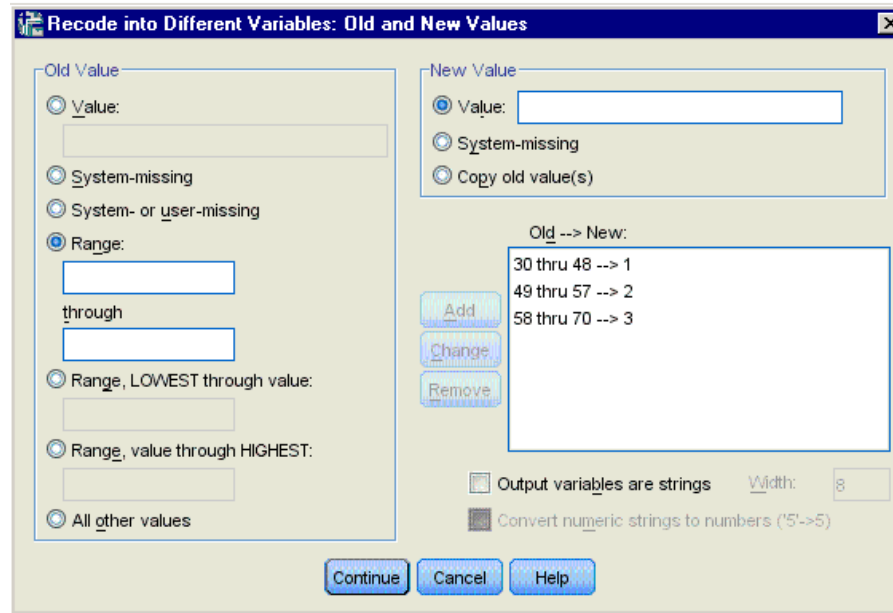 Recode into Different Variables: Old and New Values
Old Value
Value:
System-missing
System- or user-missing
Range:
through
Range, LOWEST through value:
Range, value through HIGHEST:
All other values
New Value
Value:
System-missing
Copy old value(s)
Old --> New:
30 thru 48 --> 1
49 thru 57 --> 2
58 thru 70 --> 3
Add
Change
Remove
Output variables are strings Width: 8
Convert numeric strings to numbers ('5'->5)
Continue Cancel Help